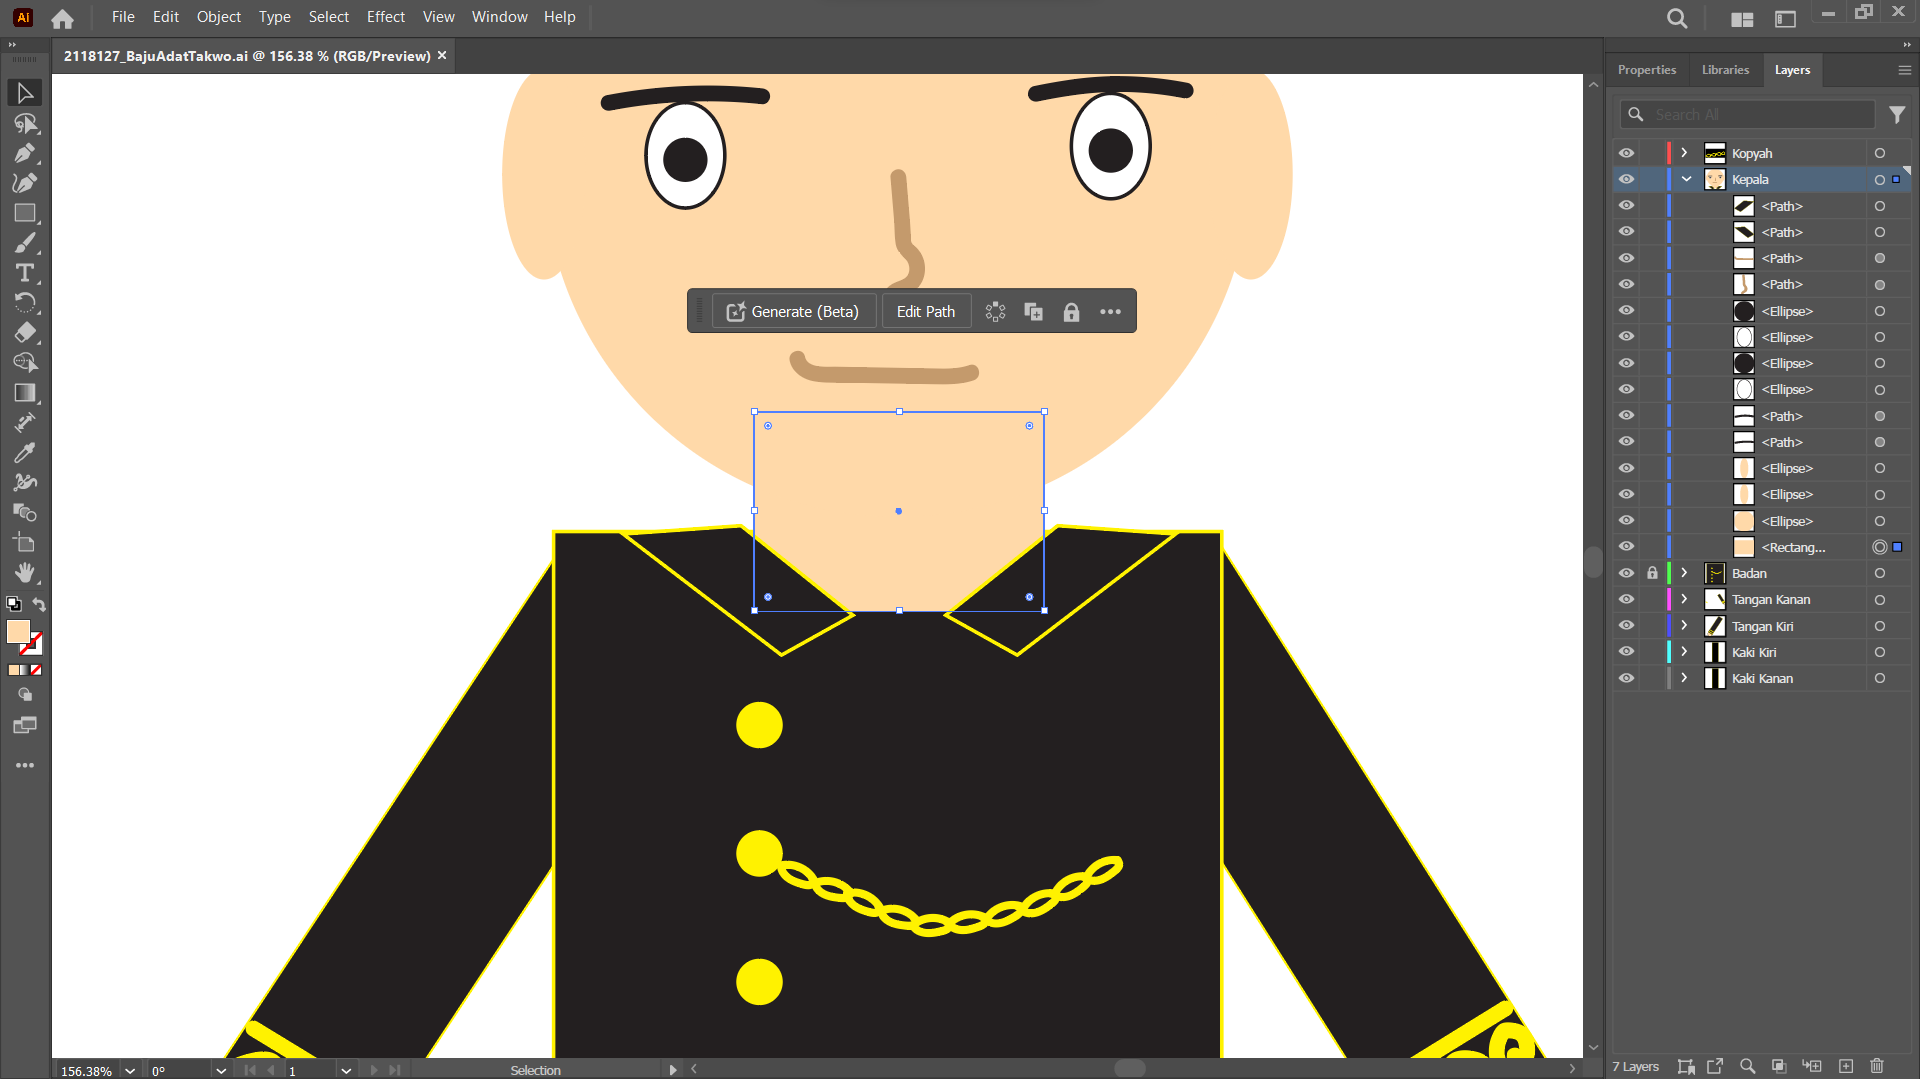 Ai File Edit Object Type Select Effect View Window Help
2118127_BajuAdatTakwo.ai @ 156.38 % (RGB/Preview) ×
Properties Libraries Layers
Search All
Kopyah
Kepala
<Path>
<Path>
<Path>
<Path>
<Ellipse>
<Ellipse>
<Ellipse>
<Ellipse>
<Path>
<Path>
<Ellipse>
<Ellipse>
<Ellipse>
<Rectang...
Badan
Tangan Kanan
Tangan Kiri
Kaki Kiri
Kaki Kanan
Generate (Beta) Edit Path
156.38% 0° 1 Selection
7 Layers